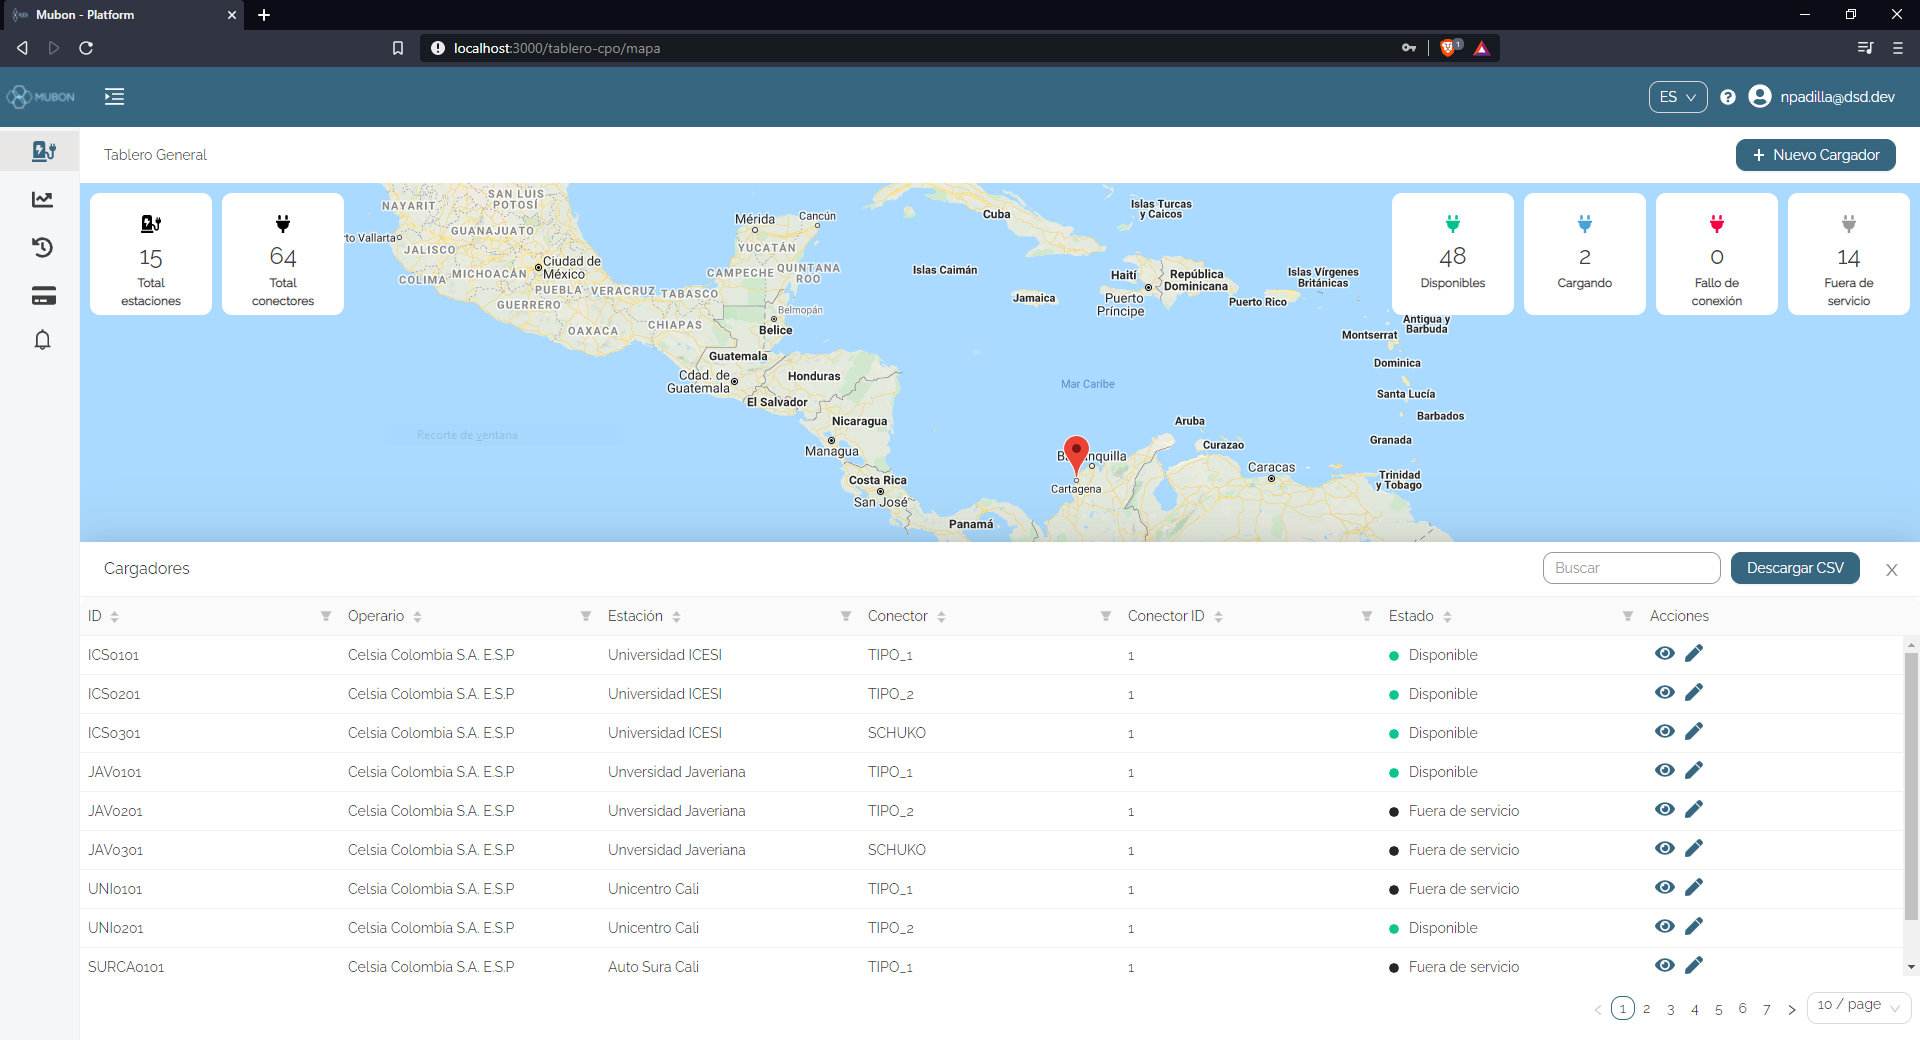 Mubon - Platform
localhost:3000/tablero-cpo/mapa
1
MUBON
ES
npadilla@dsd.dev
Tablero General
+ Nuevo Cargador
15
Total
estaciones
64
Total
conectores
48
Disponibles
2
Cargando
0
Fallo de
conexión
14
Fuera de
servicio
NAYARIT
SAN LUIS
POTOSÍ
to Vallarta
GUANAJUATO
JALISCO
COLIMA
MICHOACÁN
Ciudad de
México
PUEBLA
VERACRUZ
TABASCO
GUERRERO
OAXACA
CHIAPAS
Mérida
Cancún
YUCATÁN
CAMPECHE
QUINTANA
ROO
Belmopán
Belice
Guatemala
Cdad. de
Guatemala
Honduras
El Salvador
Nicaragua
Managua
Costa Rica
San José
Panamá
Cuba
Islas Turcas
y Caicos
Islas Caimán
Jamaica
Haití
Puerto
Príncipe
República
Dominicana
Puerto Rico
Islas Vírgenes
Británicas
Antigua y
Barbuda
Montserrat
Dominica
Santa Lucía
Barbados
Granada
Trinidad
y Tobago
Mar Caribe
Aruba
Curazao
Caracas
Cartagena
Recorte de ventana
Cargadores
Buscar
Descargar CSV
X
ID Operario Estación Conector Conector ID Estado Acciones
ICS0101 Celsia Colombia S.A. E.S.P Universidad ICESI TIPO_1 1 Disponible
ICS0201 Celsia Colombia S.A. E.S.P Universidad ICESI TIPO_2 1 Disponible
ICS0301 Celsia Colombia S.A. E.S.P Universidad ICESI SCHUKO 1 Disponible
JAV0101 Celsia Colombia S.A. E.S.P Unversidad Javeriana TIPO_1 1 Disponible
JAV0201 Celsia Colombia S.A. E.S.P Unversidad Javeriana TIPO_2 1 Fuera de servicio
JAV0301 Celsia Colombia S.A. E.S.P Unversidad Javeriana SCHUKO 1 Fuera de servicio
UNI0101 Celsia Colombia S.A. E.S.P Unicentro Cali TIPO_1 1 Fuera de servicio
UNI0201 Celsia Colombia S.A. E.S.P Unicentro Cali TIPO_2 1 Disponible
SURCA0101 Celsia Colombia S.A. E.S.P Auto Sura Cali TIPO_1 1 Fuera de servicio
< 1 2 3 4 5 6 7 > 10 / page